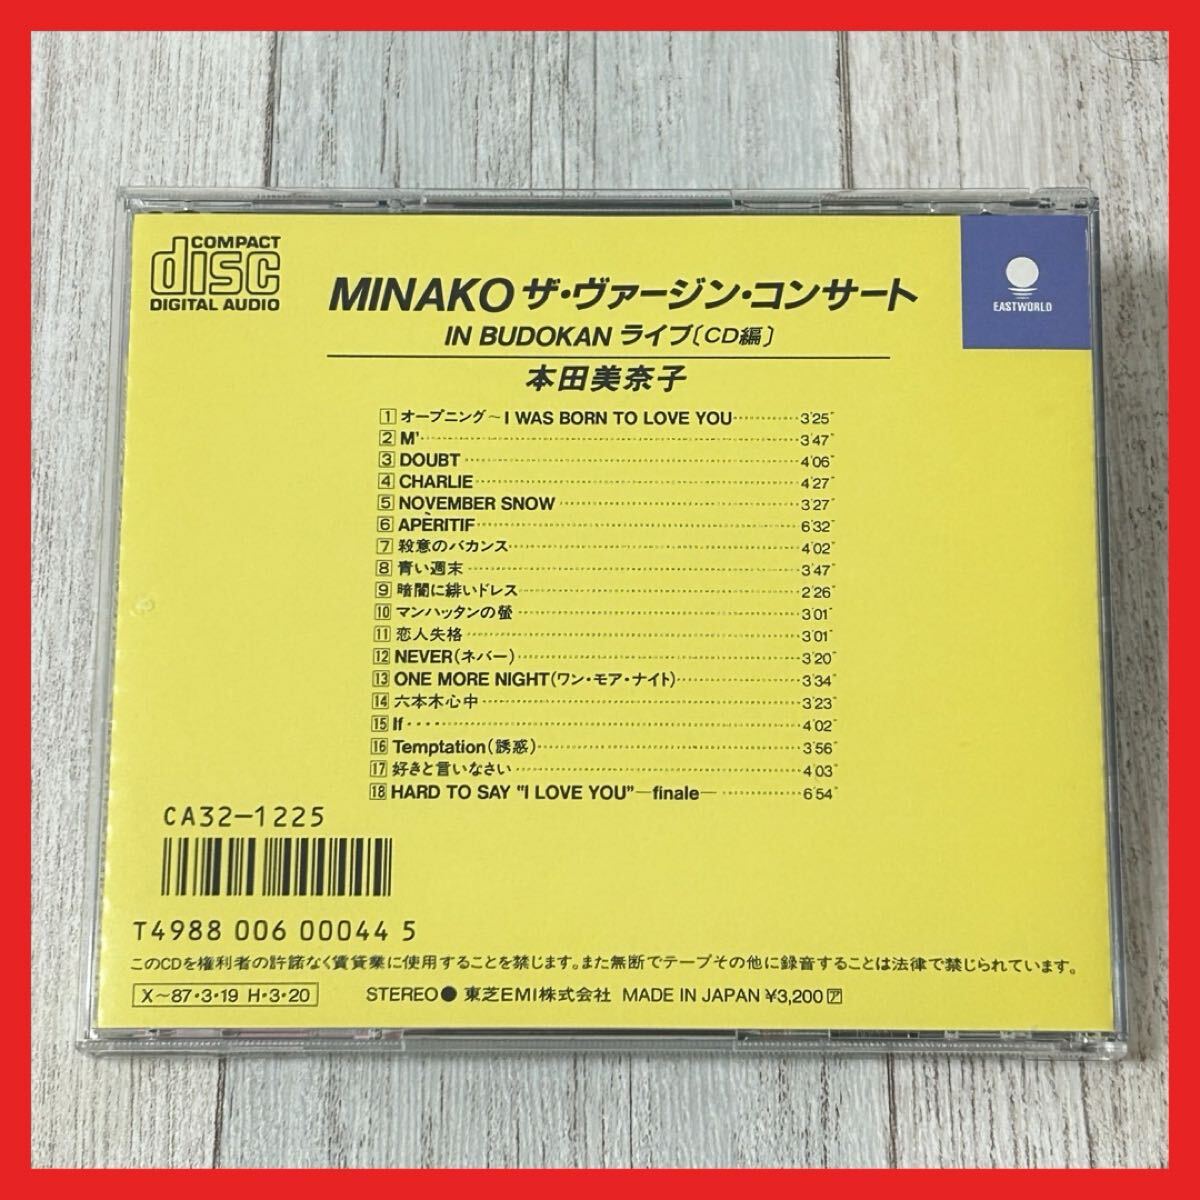 COMPACT
disc
DIGITAL AUDIO
MINAKO ザ・ヴァージン・コンサート
IN BUDOKAN ライブ〔CD編〕
本田美奈子
EASTWORLD
1 オープニング~I WAS BORN TO LOVE YOU 3'25"
2 M' 3'47"
3 DOUBT 4'06"
4 CHARLIE 4'27"
5 NOVEMBER SNOW 3'27"
6 APÈRITIF 6'32"
7 殺意のバカンス 4'02"
8 青い週末 3'47"
9 暗闇に緋いドレス 2'26"
10 マンハッタンの螢 3'01"
11 恋人失格 3'01"
12 NEVER(ネバー) 3'20"
13 ONE MORE NIGHT(ワン・モア・ナイト) 3'34"
14 六本木心中 3'23"
15 If‥‥ 4'02"
16 Temptation(誘惑) 3'56"
17 好きと言いなさい 4'03"
18 HARD TO SAY "I LOVE YOU"—finale— 6'54"
CA32-1225
T4988 006 00044 5
このCDを権利者の許諾なく賃貸業に使用することを禁じます。また無断でテープその他に録音することは法律で禁じられています。
X~87・3・19 H・3・20 STEREO● 東芝EMI株式会社 MADE IN JAPAN ¥3,200 ア